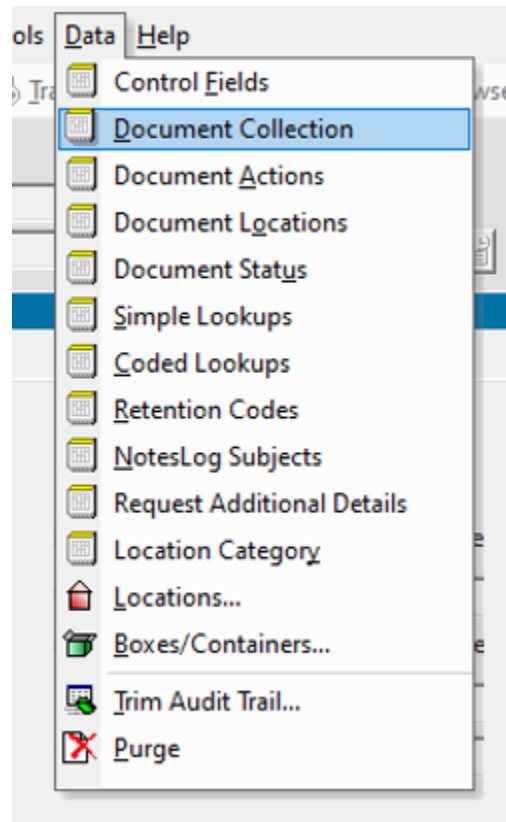 ols Data Help
Control Fields
Document Collection
Document Actions
Document Locations
Document Status
Simple Lookups
Coded Lookups
Retention Codes
NotesLog Subjects
Request Additional Details
Location Category
Locations...
Boxes/Containers...
Trim Audit Trail...
Purge